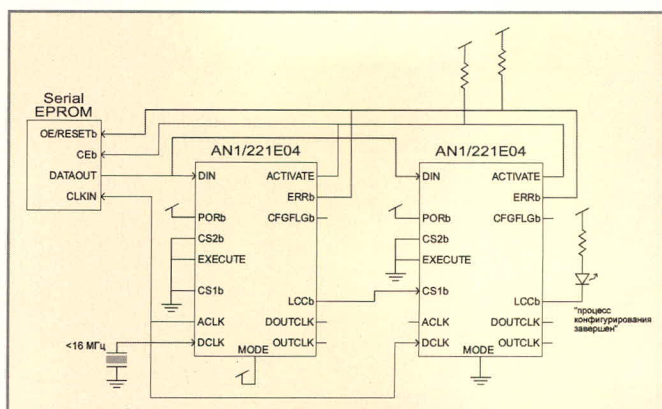 Serial
EPROM
OE/RESETb
CEb
DATAOUT
CLKIN
AN1/221E04
DIN
PORb
CS2b
EXECUTE
CS1b
ACLK
DCLK
ACTIVATE
ERRb
CFGFLGb
LCCb
DOUTCLK
OUTCLK
MODE
<16 МГц
AN1/221E04
DIN
PORb
CS2b
EXECUTE
CS1b
ACLK
DCLK
ACTIVATE
ERRb
CFGFLGb
LCCb
DOUTCLK
OUTCLK
MODE
"процесс
конфигурирования
завершен"